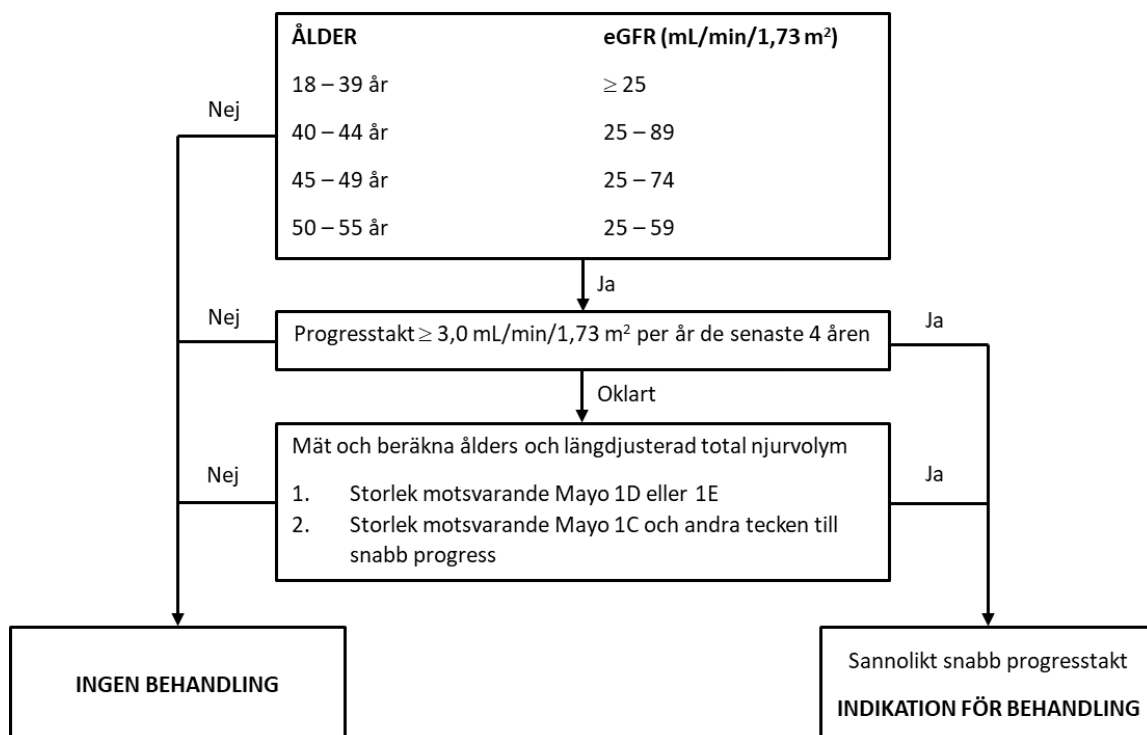 ÅLDER eGFR (mL/min/1,73 m²)
18 – 39 år ≥ 25
Nej
40 – 44 år 25 – 89
45 – 49 år 25 – 74
50 – 55 år 25 – 59
Ja
Nej
Progresstakt ≥ 3,0 mL/min/1,73 m² per år de senaste 4 åren
Ja
Oklart
Mät och beräkna ålders och längdjusterad total njurvolym
Nej
1. Storlek motsvarande Mayo 1D eller 1E
2. Storlek motsvarande Mayo 1C och andra tecken till
snabb progress
Ja
INGEN BEHANDLING
Sannolikt snabb progresstakt
INDIKATION FÖR BEHANDLING